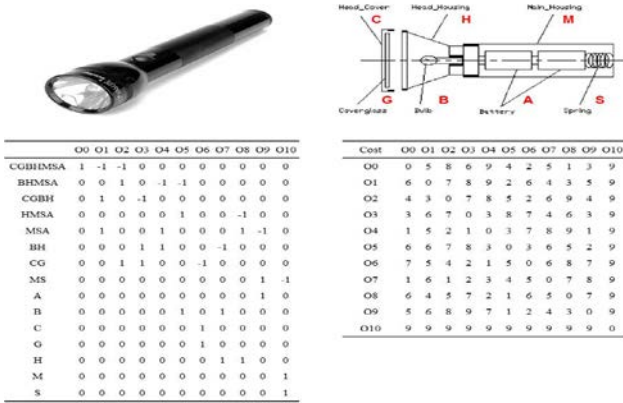 Head_Cover Head_Housing Main_Housing
C H M
G B A S
Coverglass Bulb Battery Spring
O0 O1 O2 O3 O4 O5 O6 O7 O8 O9 O10
CGBHMSA 1 -1 -1 0 0 0 0 0 0 0 0
BHMSA 0 0 1 0 -1 -1 0 0 0 0 0
CGBH 0 1 0 -1 0 0 0 0 0 0 0
HMSA 0 0 0 0 0 1 0 0 -1 0 0
MSA 0 1 0 0 1 0 0 0 1 -1 0
BH 0 0 0 1 1 0 0 -1 0 0 0
CG 0 0 1 1 0 0 -1 0 0 0 0
MS 0 0 0 0 0 0 0 0 0 1 -1
A 0 0 0 0 0 0 0 0 0 1 0
B 0 0 0 0 0 1 0 1 0 0 0
C 0 0 0 0 0 0 1 0 0 0 0
G 0 0 0 0 0 0 1 0 0 0 0
H 0 0 0 0 0 0 0 1 1 0 0
M 0 0 0 0 0 0 0 0 0 0 1
S 0 0 0 0 0 0 0 0 0 0 1
Cost O0 O1 O2 O3 O4 O5 O6 O7 O8 O9 O10
O0 0 5 8 6 9 4 2 5 1 3 9
O1 6 0 7 8 9 2 6 4 3 5 9
O2 4 3 0 7 8 5 2 6 9 4 9
O3 3 6 7 0 3 8 7 4 6 3 9
O4 1 5 2 1 0 3 7 8 9 1 9
O5 6 6 7 8 3 0 3 6 5 2 9
O6 7 5 4 2 1 5 0 6 8 7 9
O7 1 6 1 2 3 4 5 0 7 8 9
O8 6 4 5 7 2 1 6 5 0 7 9
O9 5 6 8 9 7 1 2 4 3 0 9
O10 9 9 9 9 9 9 9 9 9 9 0